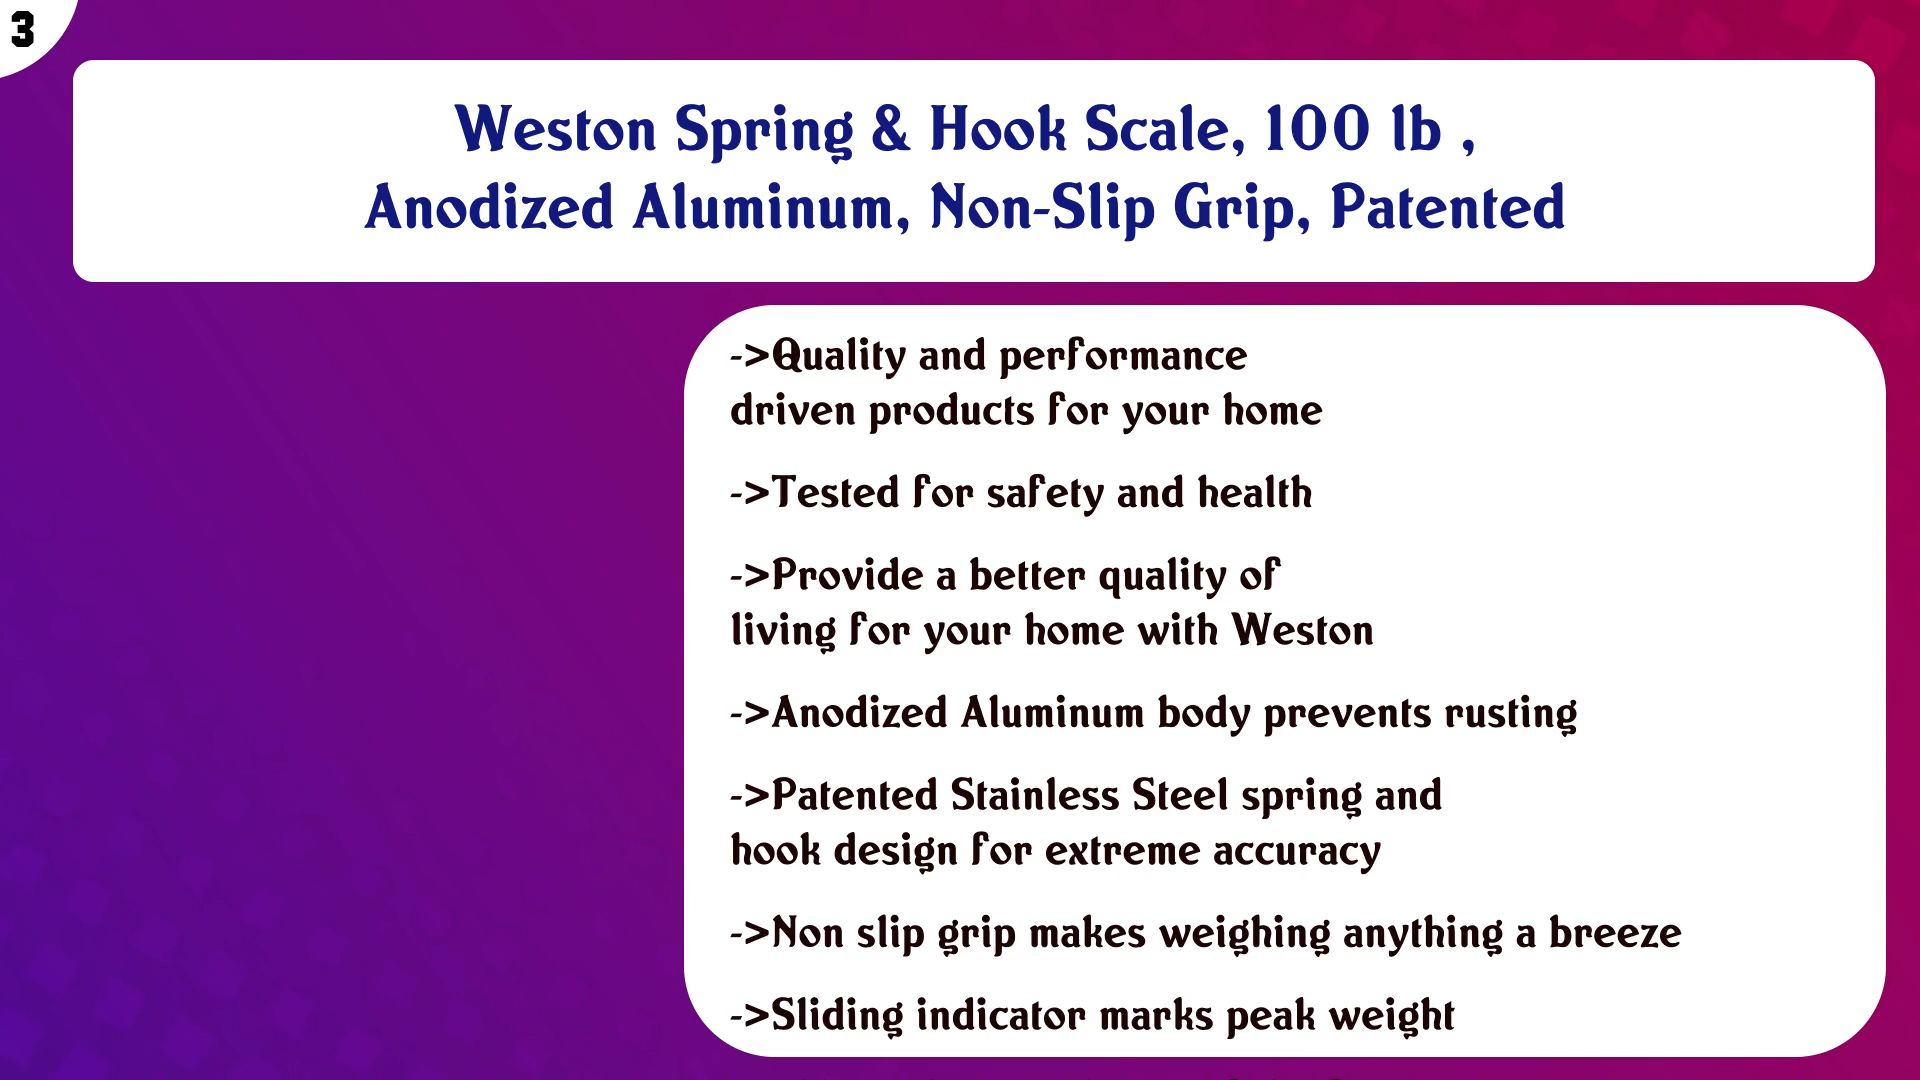 3
Weston Spring & Hook Scale, 100 lb ,
Anodized Aluminum, Non-Slip Grip, Patented
->Quality and performance
driven products for your home
->Tested for safety and health
->Provide a better quality of
living for your home with Weston
->Anodized Aluminum body prevents rusting
->Patented Stainless Steel spring and
hook design for extreme accuracy
->Non slip grip makes weighing anything a breeze
->Sliding indicator marks peak weight